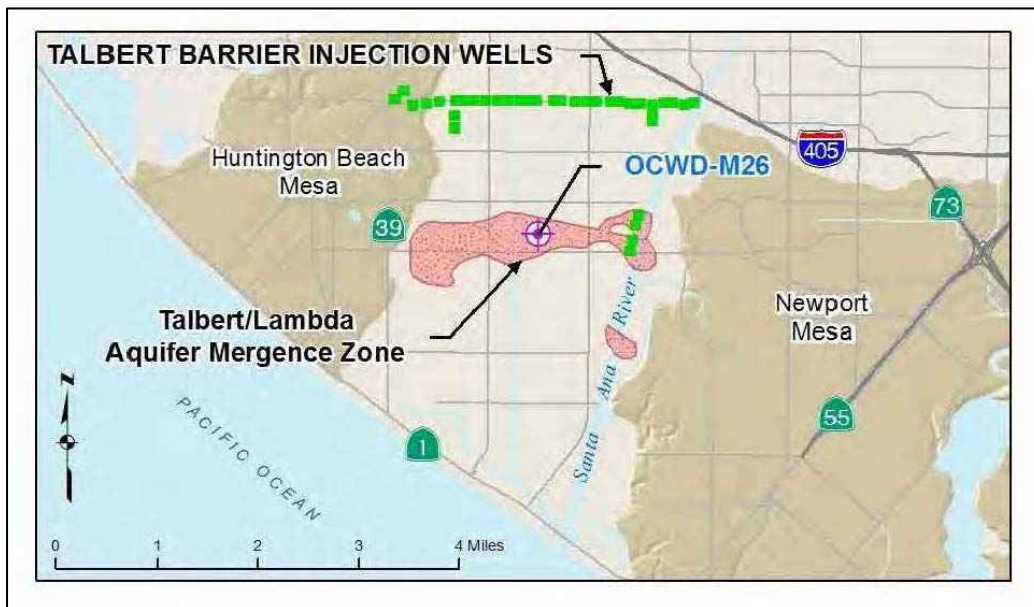 TALBERT BARRIER INJECTION WELLS
Huntington Beach
Mesa
OCWD-M26
405
73
39
Talbert/Lambda
Aquifer Mergence Zone
Santa Ana River
Newport
Mesa
N
PACIFIC OCEAN
1
55
0 1 2 3 4 Miles